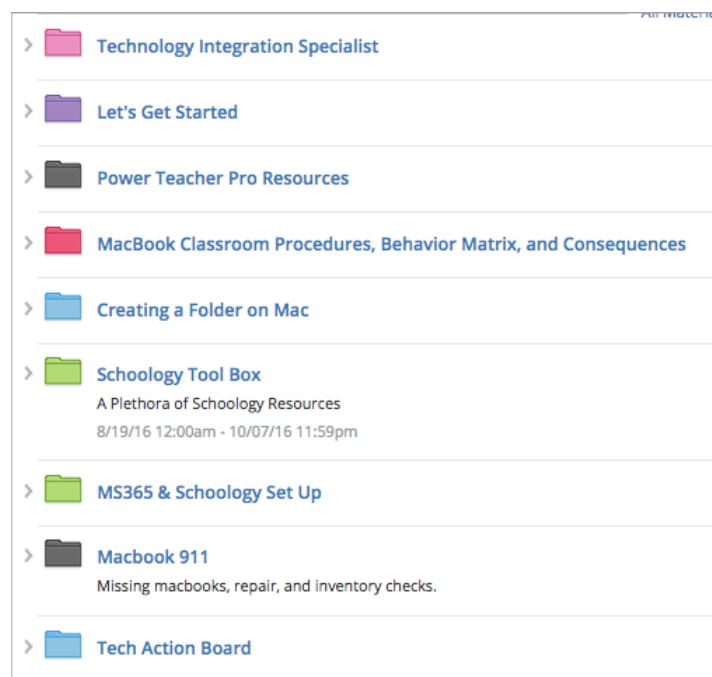 Technology Integration Specialist
Let's Get Started
Power Teacher Pro Resources
MacBook Classroom Procedures, Behavior Matrix, and Consequences
Creating a Folder on Mac
Schoology Tool Box
A Plethora of Schoology Resources
8/19/16 12:00am - 10/07/16 11:59pm
MS365 & Schoology Set Up
Macbook 911
Missing macbooks, repair, and inventory checks.
Tech Action Board